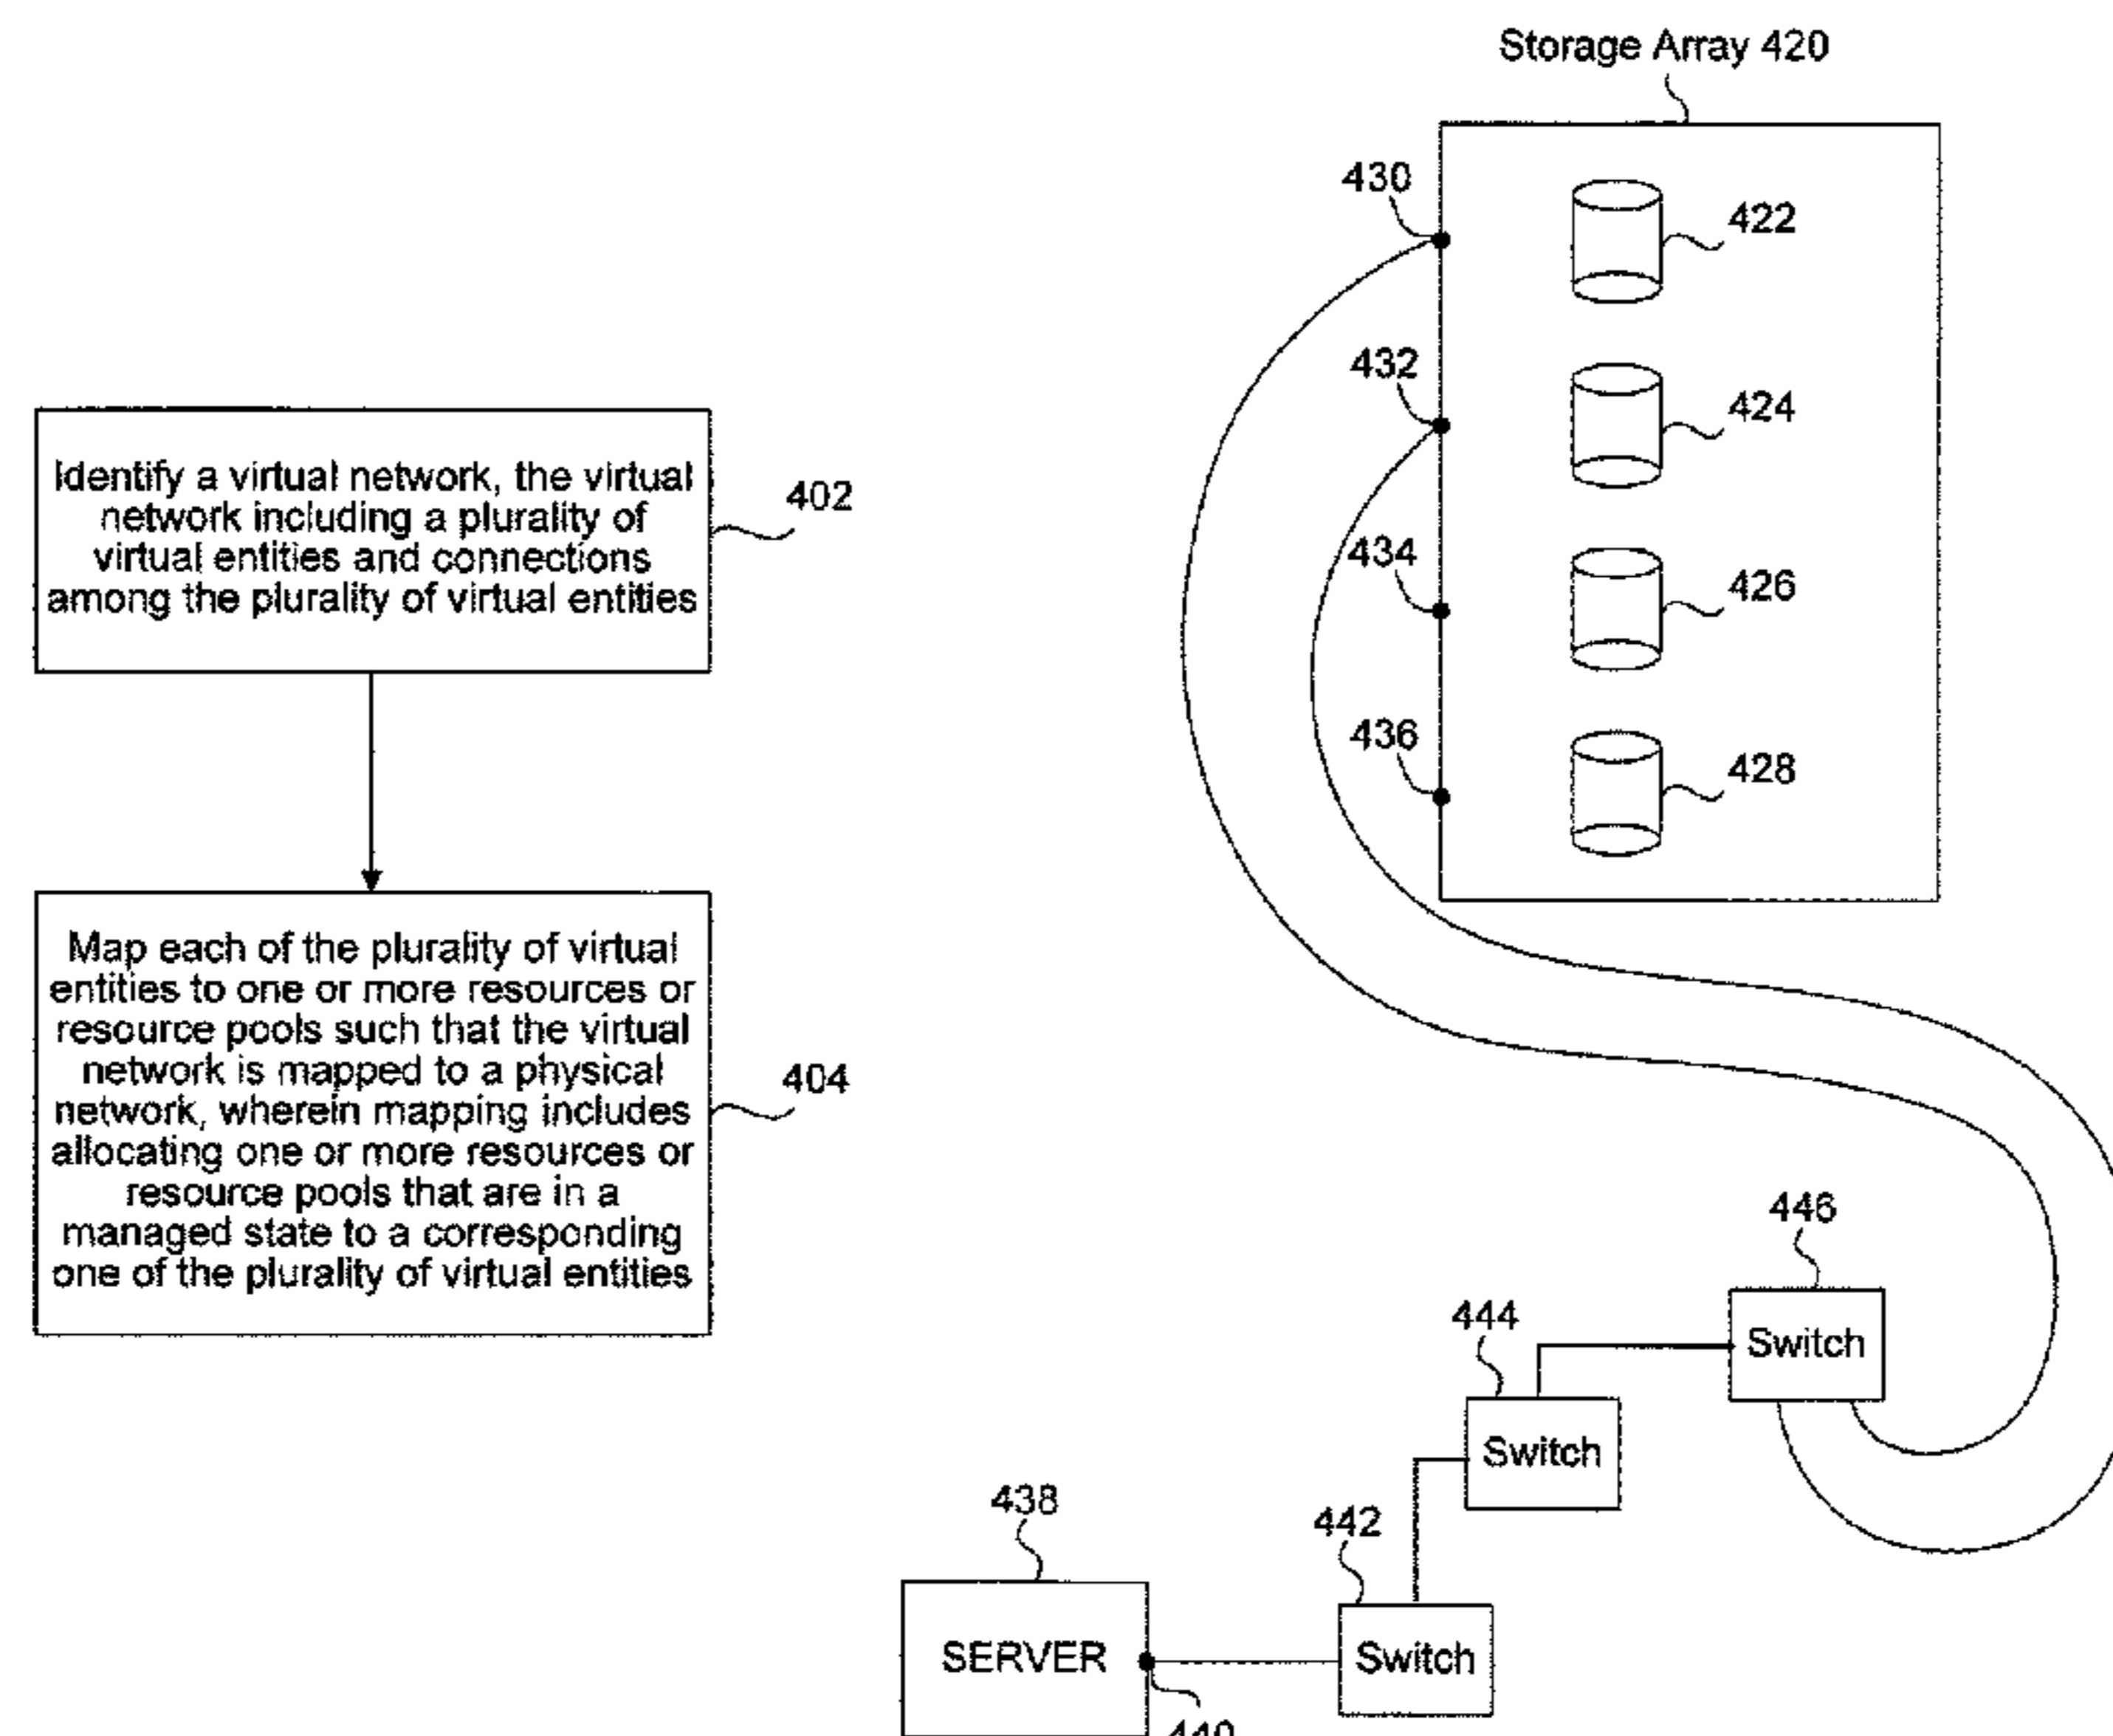 Identify a virtual network, the virtual
network including a plurality of
virtual entities and connections
among the plurality of virtual entities
402
Map each of the plurality of virtual
entities to one or more resources or
resource pools such that the virtual
network is mapped to a physical
network, wherein mapping includes
allocating one or more resources or
resource pools that are in a
managed state to a corresponding
one of the plurality of virtual entities
404
Storage Array 420
430
422
432
424
434
426
436
428
446
Switch
444
Switch
442
Switch
438
SERVER
440